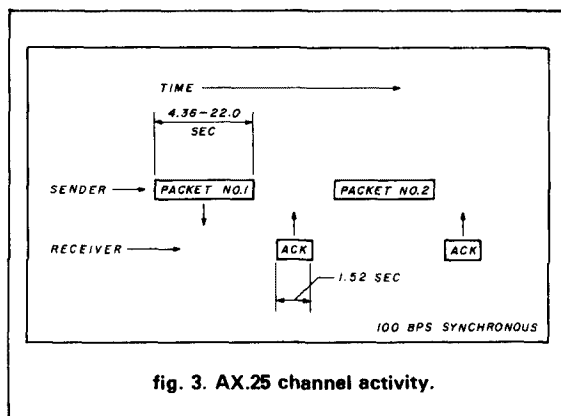 TIME
4.36-22.0
SEC
SENDER
PACKET NO.1
PACKET NO.2
RECEIVER
ACK
ACK
1.52 SEC
100 BPS SYNCHRONOUS
fig. 3. AX.25 channel activity.